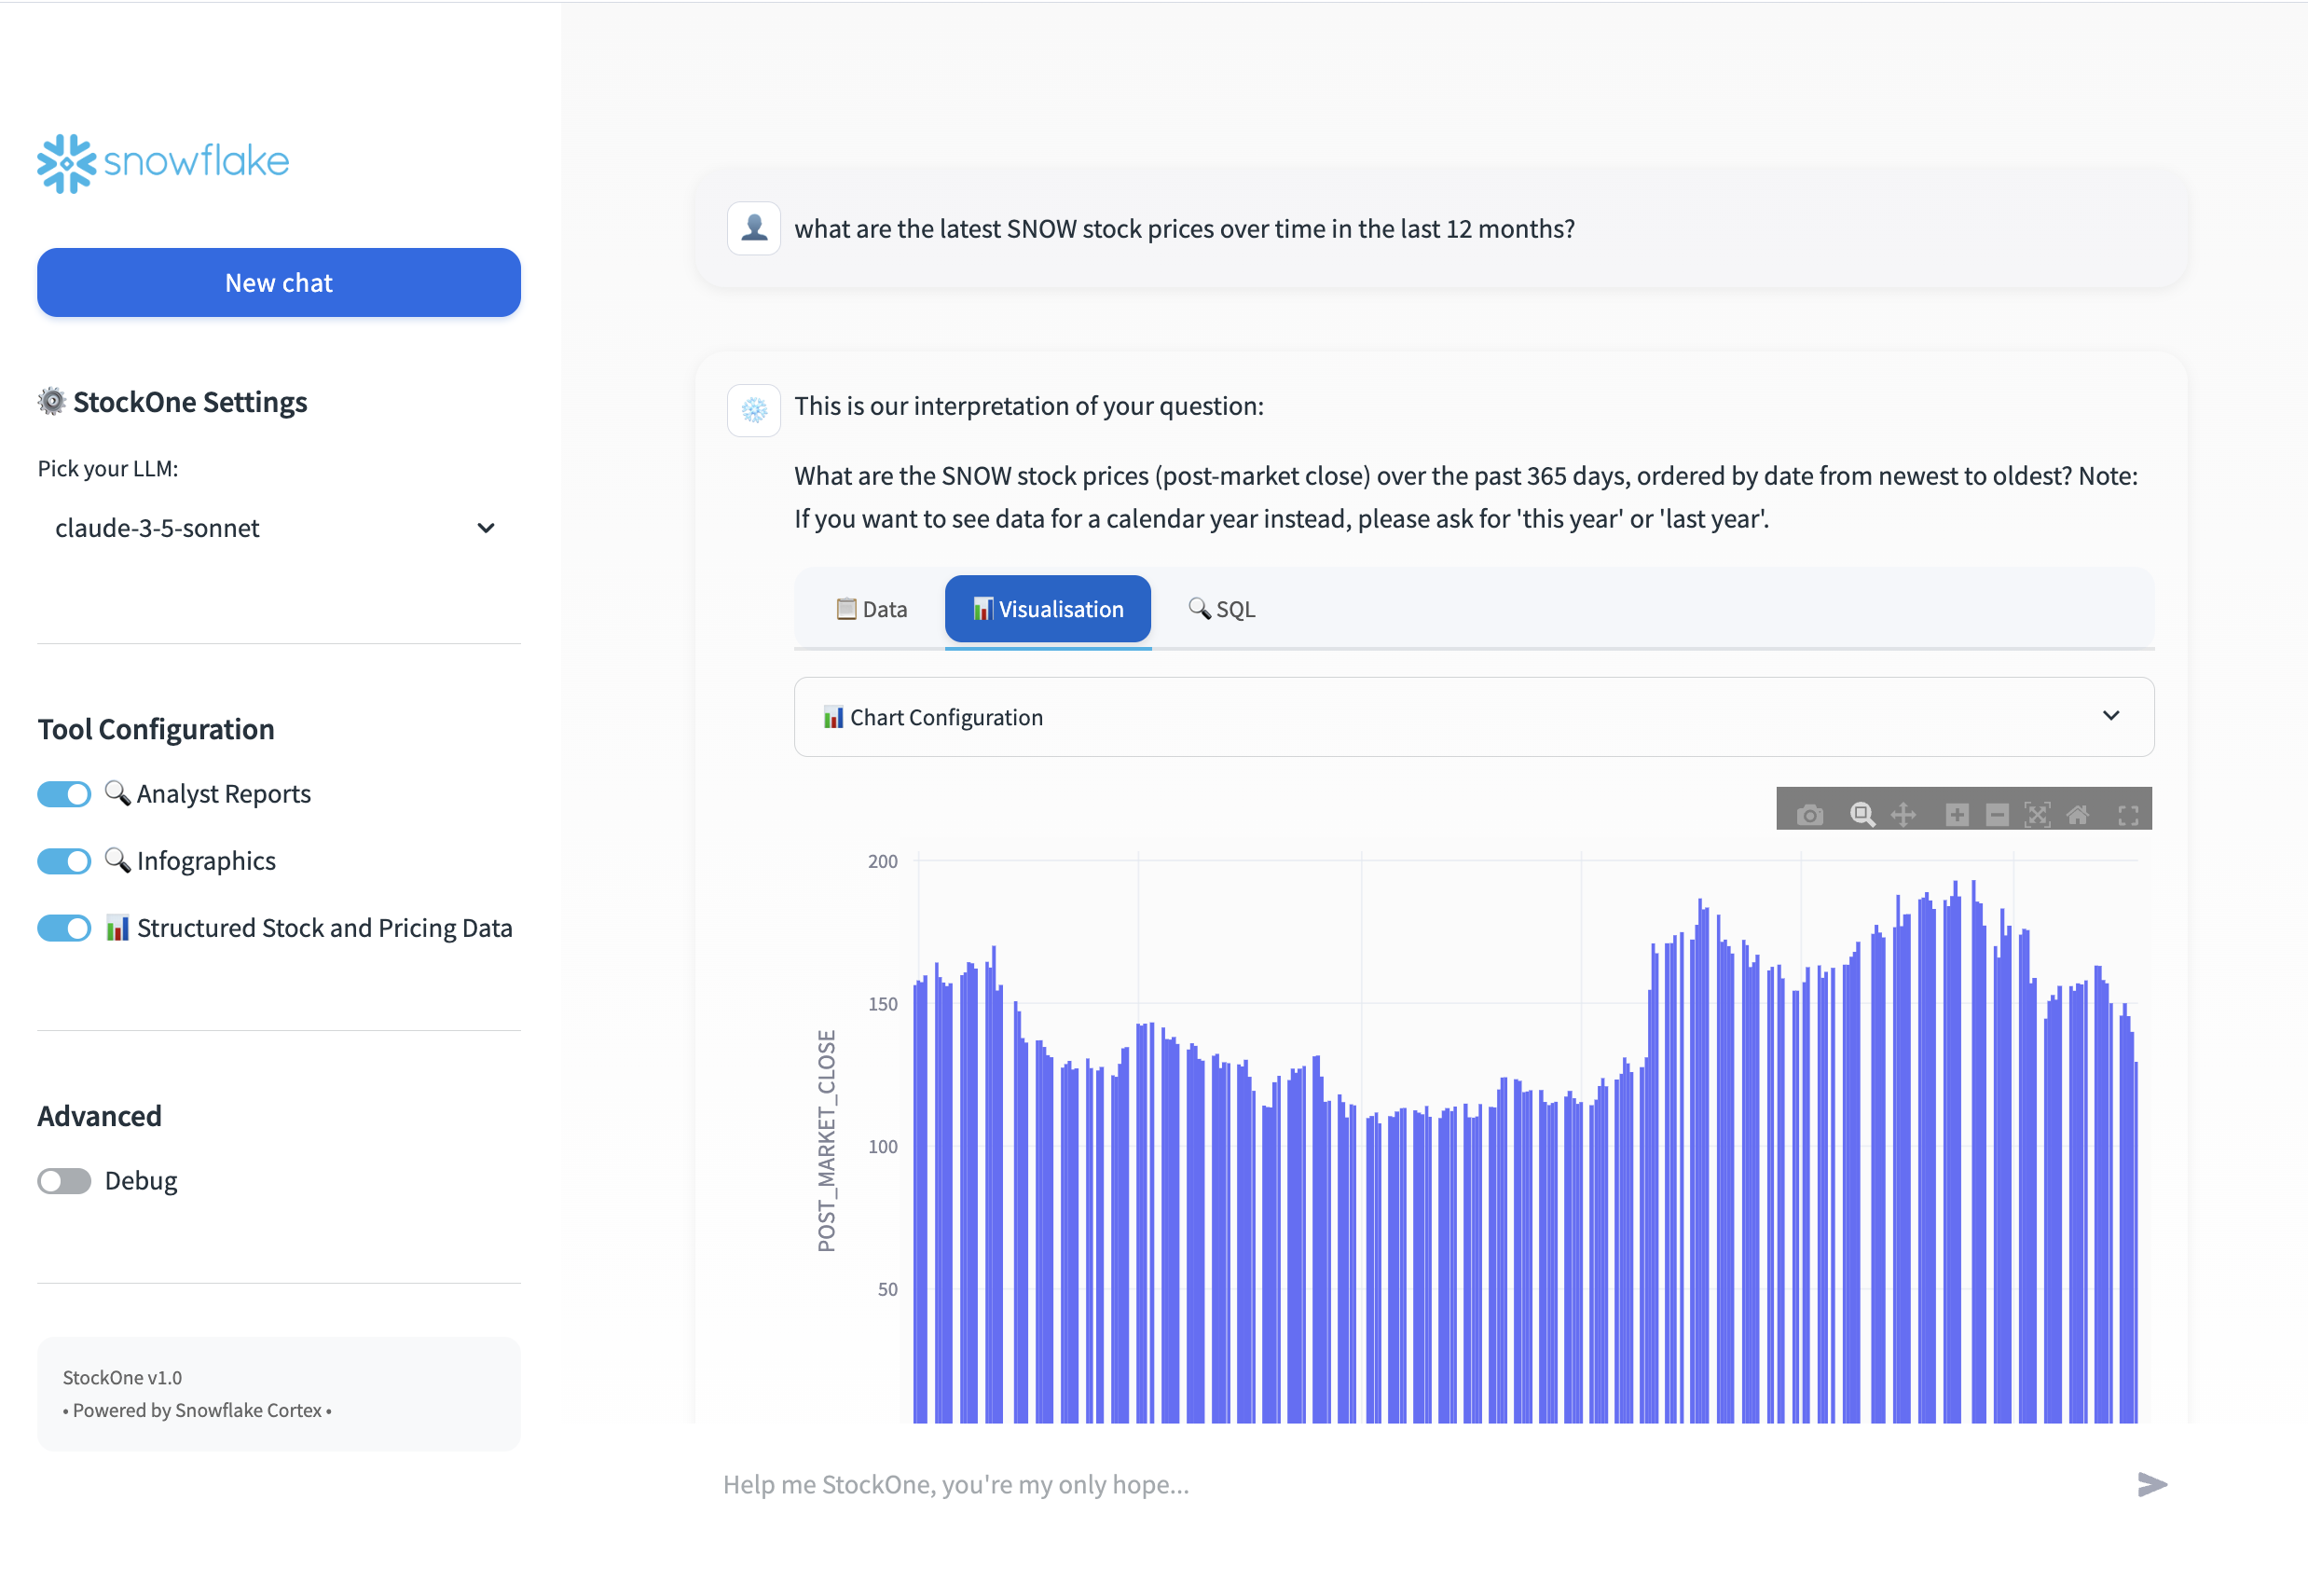 snowflake
New chat
StockOne Settings
Pick your LLM:
claude-3-5-sonnet
Tool Configuration
Analyst Reports
Infographics
Structured Stock and Pricing Data
Advanced
Debug
StockOne v1.0
• Powered by Snowflake Cortex •
what are the latest SNOW stock prices over time in the last 12 months?
This is our interpretation of your question:
What are the SNOW stock prices (post-market close) over the past 365 days, ordered by date from newest to oldest? Note:
If you want to see data for a calendar year instead, please ask for 'this year' or 'last year'.
Data
Visualisation
SQL
Chart Configuration
200
150
100
50
POST_MARKET_CLOSE
Help me StockOne, you're my only hope...